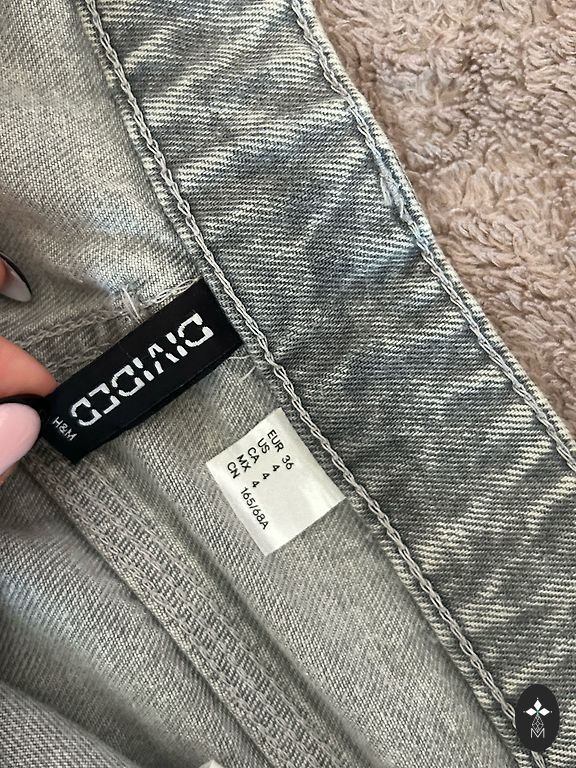 DIVIDED
H&M
EUR 36
US 4
CA 4
MX 4
CN 165/68A
M